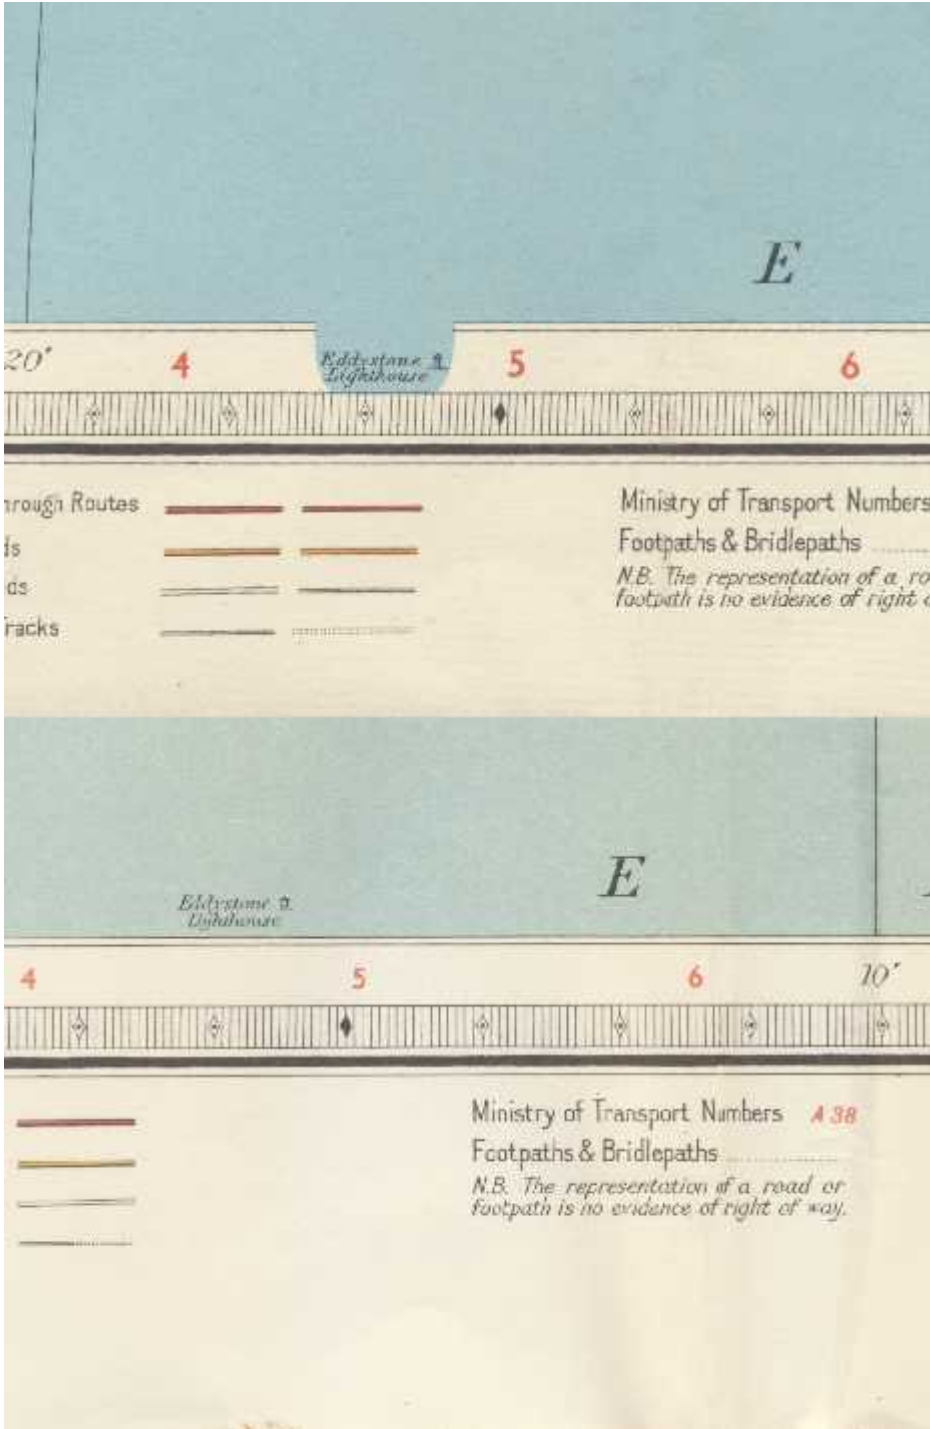 E
20′ 4 Eddystone 5 6
Lighthouse
hrough Routes Ministry of Transport Numbers
ds Footpaths & Bridlepaths
ds N.B. The representation of a ro
footpath is no evidence of right
Tracks
E
Eddystone
Lighthouse
4 5 6 10′
Ministry of Transport Numbers A 38
Footpaths & Bridlepaths
N.B. The representation of a road or
footpath is no evidence of right of way.